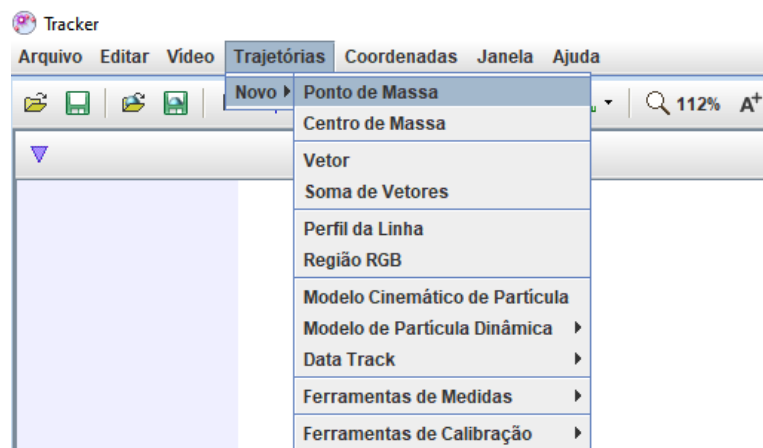 Tracker
Arquivo Editar Video Trajetórias Coordenadas Janela Ajuda
Novo Ponto de Massa
112% A+
Centro de Massa
Vetor
Soma de Vetores
Perfil da Linha
Região RGB
Modelo Cinemático de Partícula
Modelo de Partícula Dinâmica
Data Track
Ferramentas de Medidas
Ferramentas de Calibração